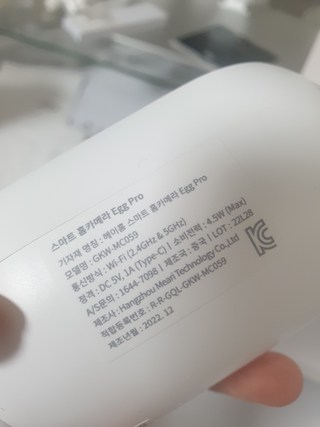 스마트 홈카메라 Egg Pro
기자재 명칭 : 헤이홈 스마트 홈카메라 Egg Pro
모델명 : GKW-MC059
통신방식 : Wi-Fi (2.4GHz & 5GHz)
정격 : DC 5V, 1A (Type-C) | 소비전력 : 4.5W (Max)
A/S문의 : 1644-7098 | 제조국 : 중국 | LOT : 22L28
제조사 : Hangzhou Meari Technology Co.,Ltd
적합등록번호 : R-R-GQL-GKW-MC059
제조년월 : 2022. 12